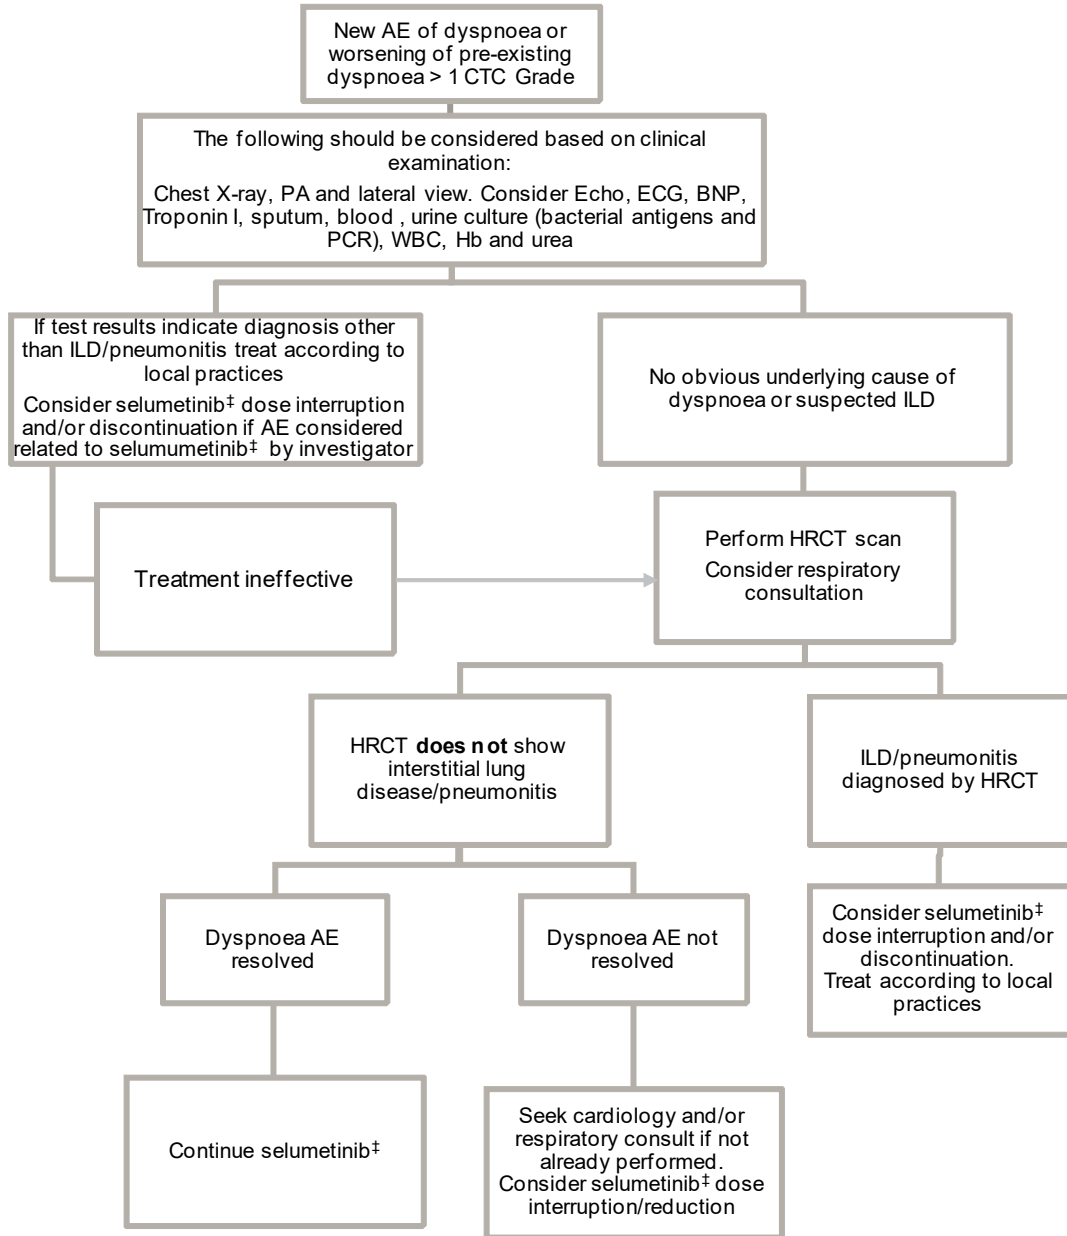 New AE of dyspnoea or
worsening of pre-existing
dyspnoea > 1 CTC Grade
The following should be considered based on clinical
examination:
Chest X-ray, PA and lateral view. Consider Echo, ECG, BNP,
Troponin I, sputum, blood , urine culture (bacterial antigens and
PCR), WBC, Hb and urea
If test results indicate diagnosis other
than ILD/pneumonitis treat according to
local practices
Consider selumetinib‡ dose interruption
and/or discontinuation if AE considered
related to selumumetinib‡ by investigator
No obvious underlying cause of
dyspnoea or suspected ILD
Treatment ineffective
Perform HRCT scan
Consider respiratory
consultation
HRCT does not show
interstitial lung
disease/pneumonitis
ILD/pneumonitis
diagnosed by HRCT
Dyspnoea AE
resolved
Dyspnoea AE not
resolved
Consider selumetinib‡
dose interruption and/or
discontinuation.
Treat according to local
practices
Continue selumetinib‡
Seek cardiology and/or
respiratory consult if not
already performed.
Consider selumetinib‡ dose
interruption/reduction